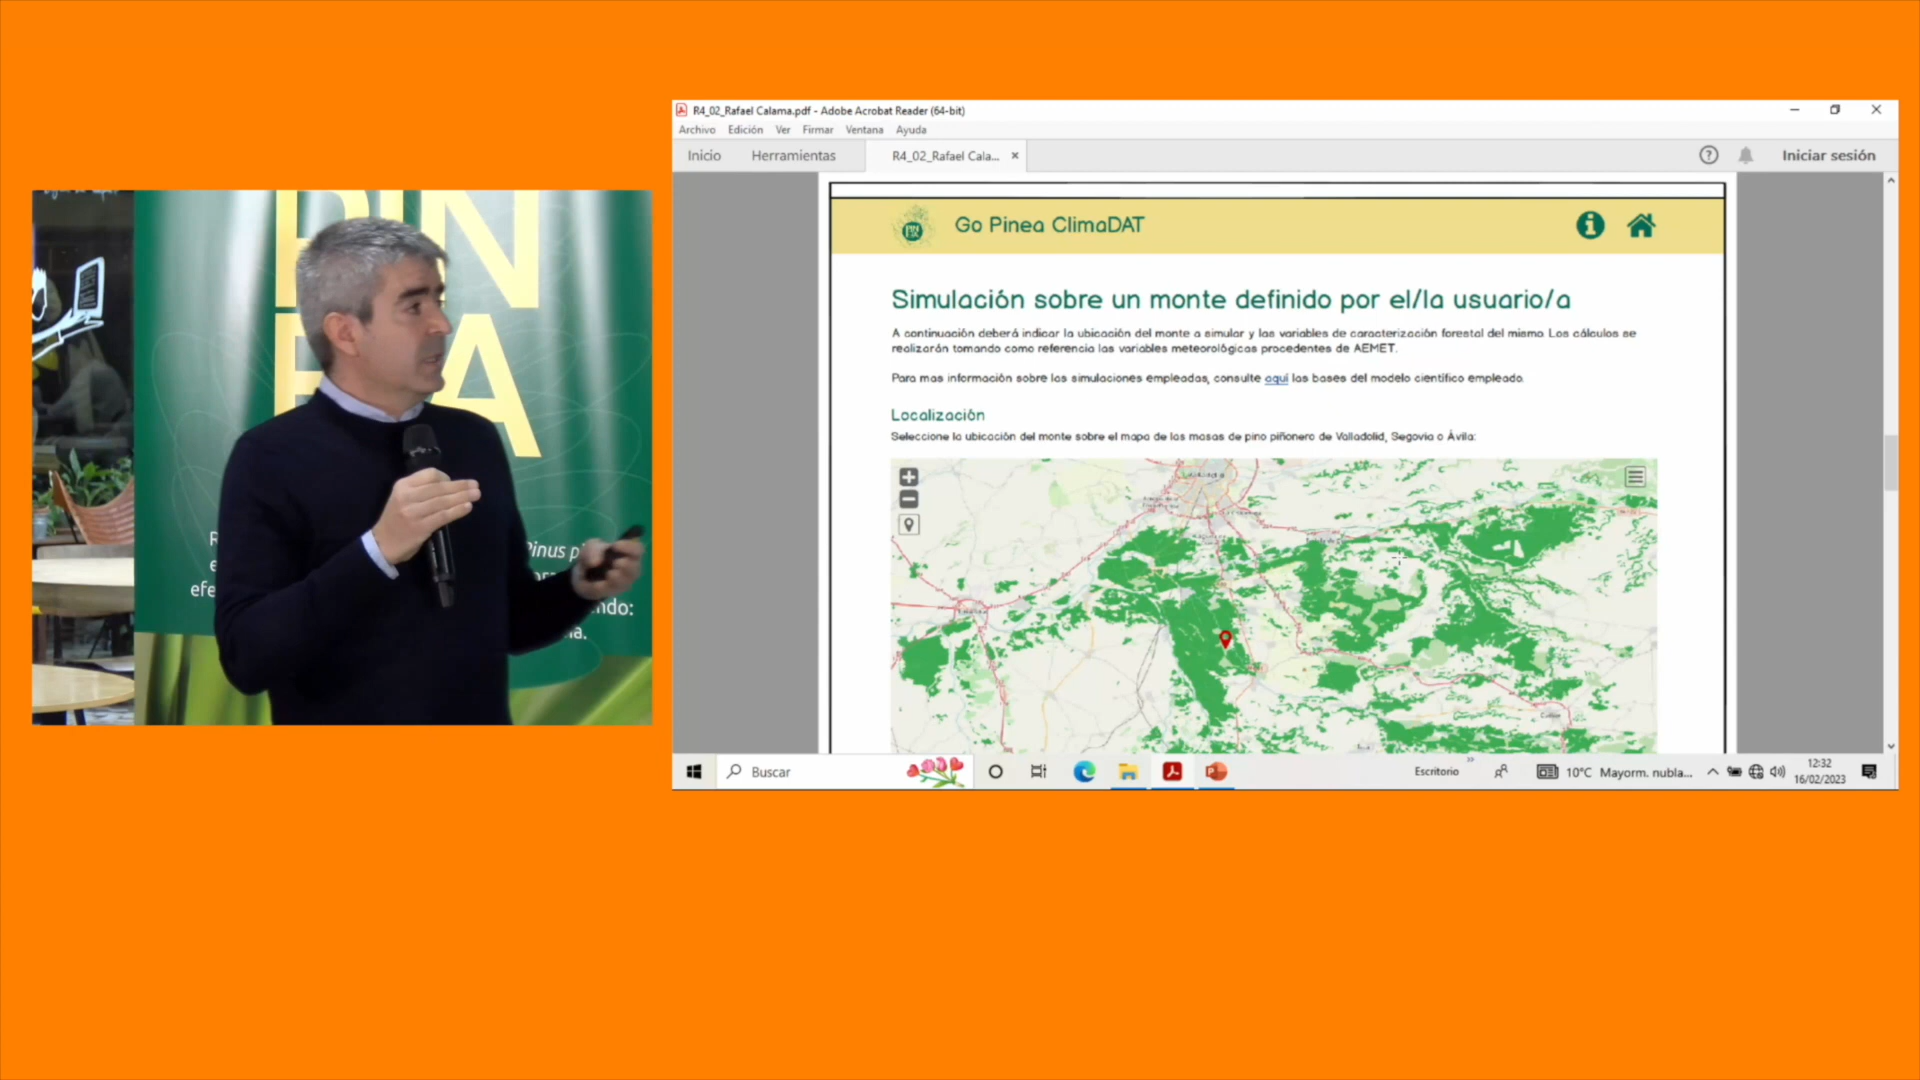 PIN
EA
Pinus p
efe
ndo:
ia.
R4_02_Rafael Calama.pdf - Adobe Acrobat Reader (64-bit)
Archivo Edición Ver Firmar Ventana Ayuda
Inicio Herramientas R4_02_Rafael Cala... Iniciar sesión
Go Pinea ClimaDAT
Simulación sobre un monte definido por el/la usuario/a
A continuación deberá indicar la ubicación del monte a simular y las variables de caracterización forestal del mismo. Los cálculos se
realizarán tomando como referencia las variables meteorológicas procedentes de AEMET.
Para mas información sobre las simulaciones empleadas, consulte aquí las bases del modelo científico empleado.
Localización
Seleccione la ubicación del monte sobre el mapa de las masas de pino piñonero de Valladolid, Segovia o Ávila:
Buscar
Escritorio
10°C Mayorm. nubla...
12:32
16/02/2023